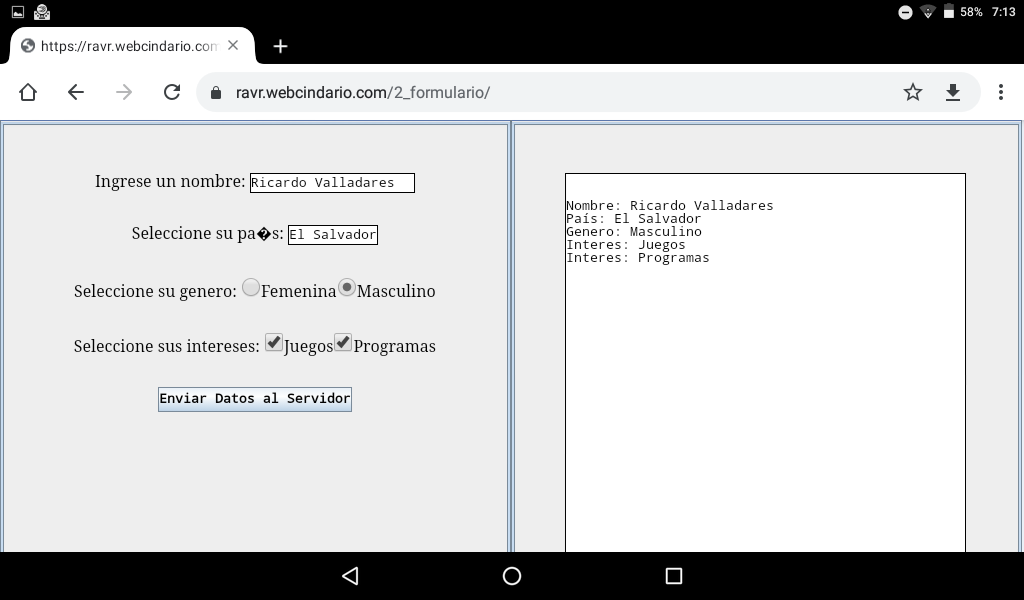 58% 7:13
https://ravr.webcindario.com
ravr.webcindario.com/2_formulario/
Ingrese un nombre: Ricardo Valladares
Seleccione su pa�s: El Salvador
Seleccione su genero: Femenina Masculino
Seleccione sus intereses: Juegos Programas
Enviar Datos al Servidor
Nombre: Ricardo Valladares
País: El Salvador
Genero: Masculino
Interes: Juegos
Interes: Programas